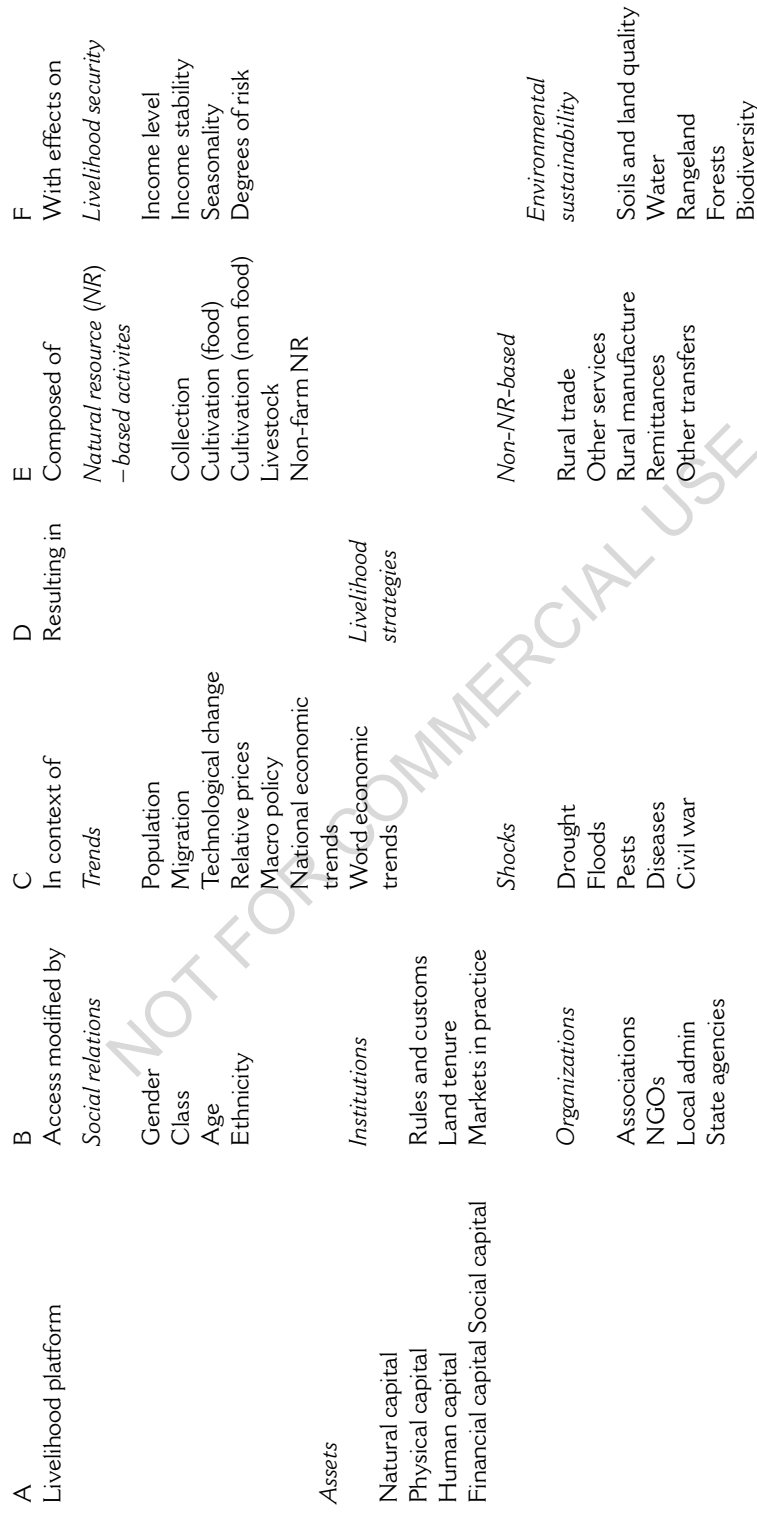 A
Livelihood platform
Assets
Natural capital
Physical capital
Human capital
Financial capital Social capital
B
Access modified by
Social relations
Gender
Class
Age
Ethnicity
Institutions
Rules and customs
Land tenure
Markets in practice
Organizations
Associations
NGOs
Local admin
State agencies
C
In context of
Trends
Population
Migration
Technological change
Relative prices
Macro policy
National economic
trends
Word economic
trends
Shocks
Drought
Floods
Pests
Diseases
Civil war
D
Resulting in
Livelihood
strategies
E
Composed of
Natural resource (NR)
– based activites
Collection
Cultivation (food)
Cultivation (non food)
Livestock
Non-farm NR
Non-NR-based
Rural trade
Other services
Rural manufacture
Remittances
Other transfers
F
With effects on
Livelihood security
Income level
Income stability
Seasonality
Degrees of risk
Environmental
sustainability
Soils and land quality
Water
Rangeland
Forests
Biodiversity
NOT FOR COMMERCIAL USE